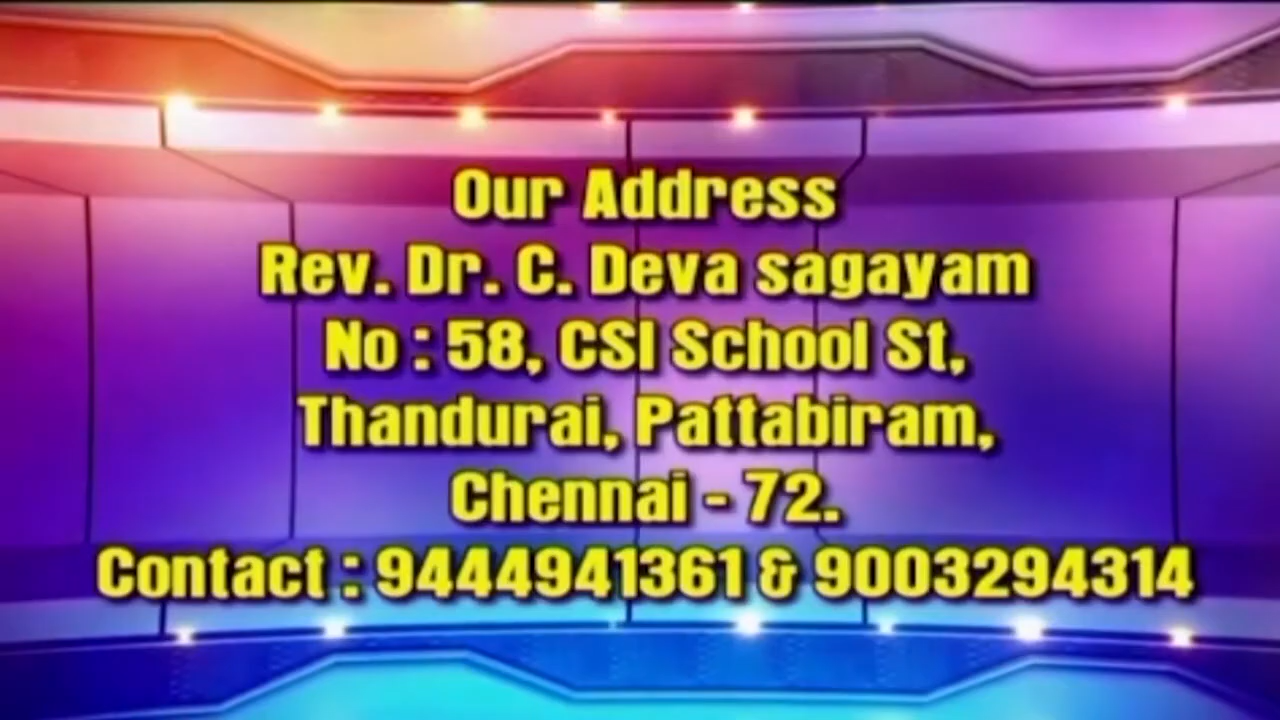 Our Address
Rev. Dr. C. Deva sagayam
No : 58, CSI School St,
Thandurai, Pattabiram,
Chennai - 72.
Contact : 9444941361 & 9003294314